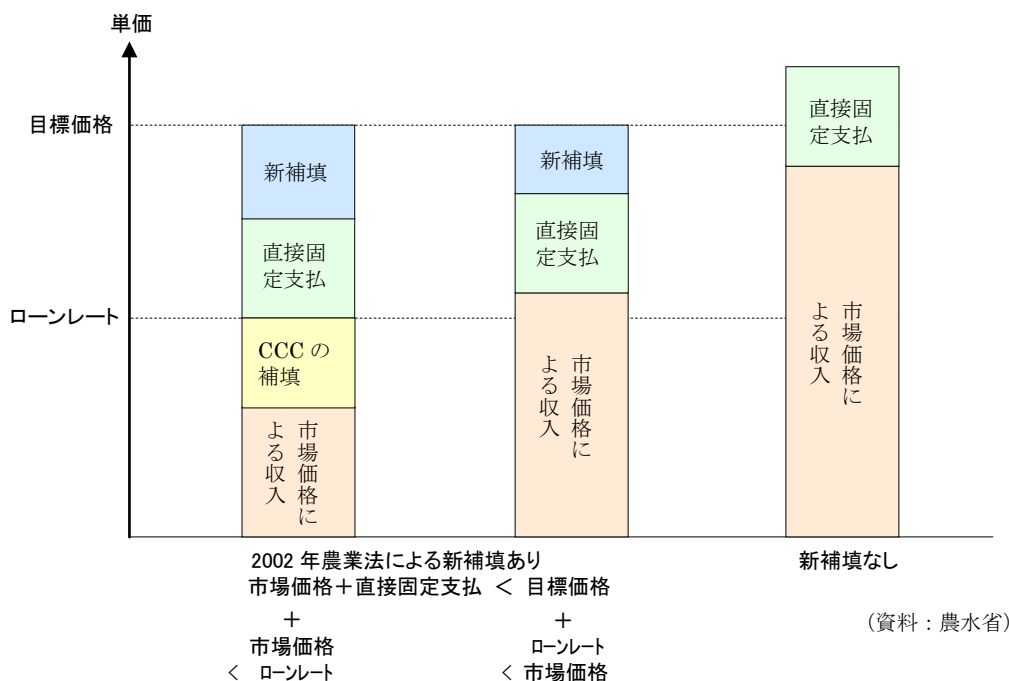 単価
目標価格
ローンレート
新補填
直接固
定支払
CCC の
補填
市場価格に
よる収入
新補填
直接固
定支払
市場価格に
よる収入
直接固
定支払
市場価格に
よる収入
2002 年農業法による新補填あり
市場価格＋直接固定支払 ＜ 目標価格
＋
市場価格
＜ ローンレート
＋
ローンレート
＜ 市場価格
新補填なし
（資料：農水省）